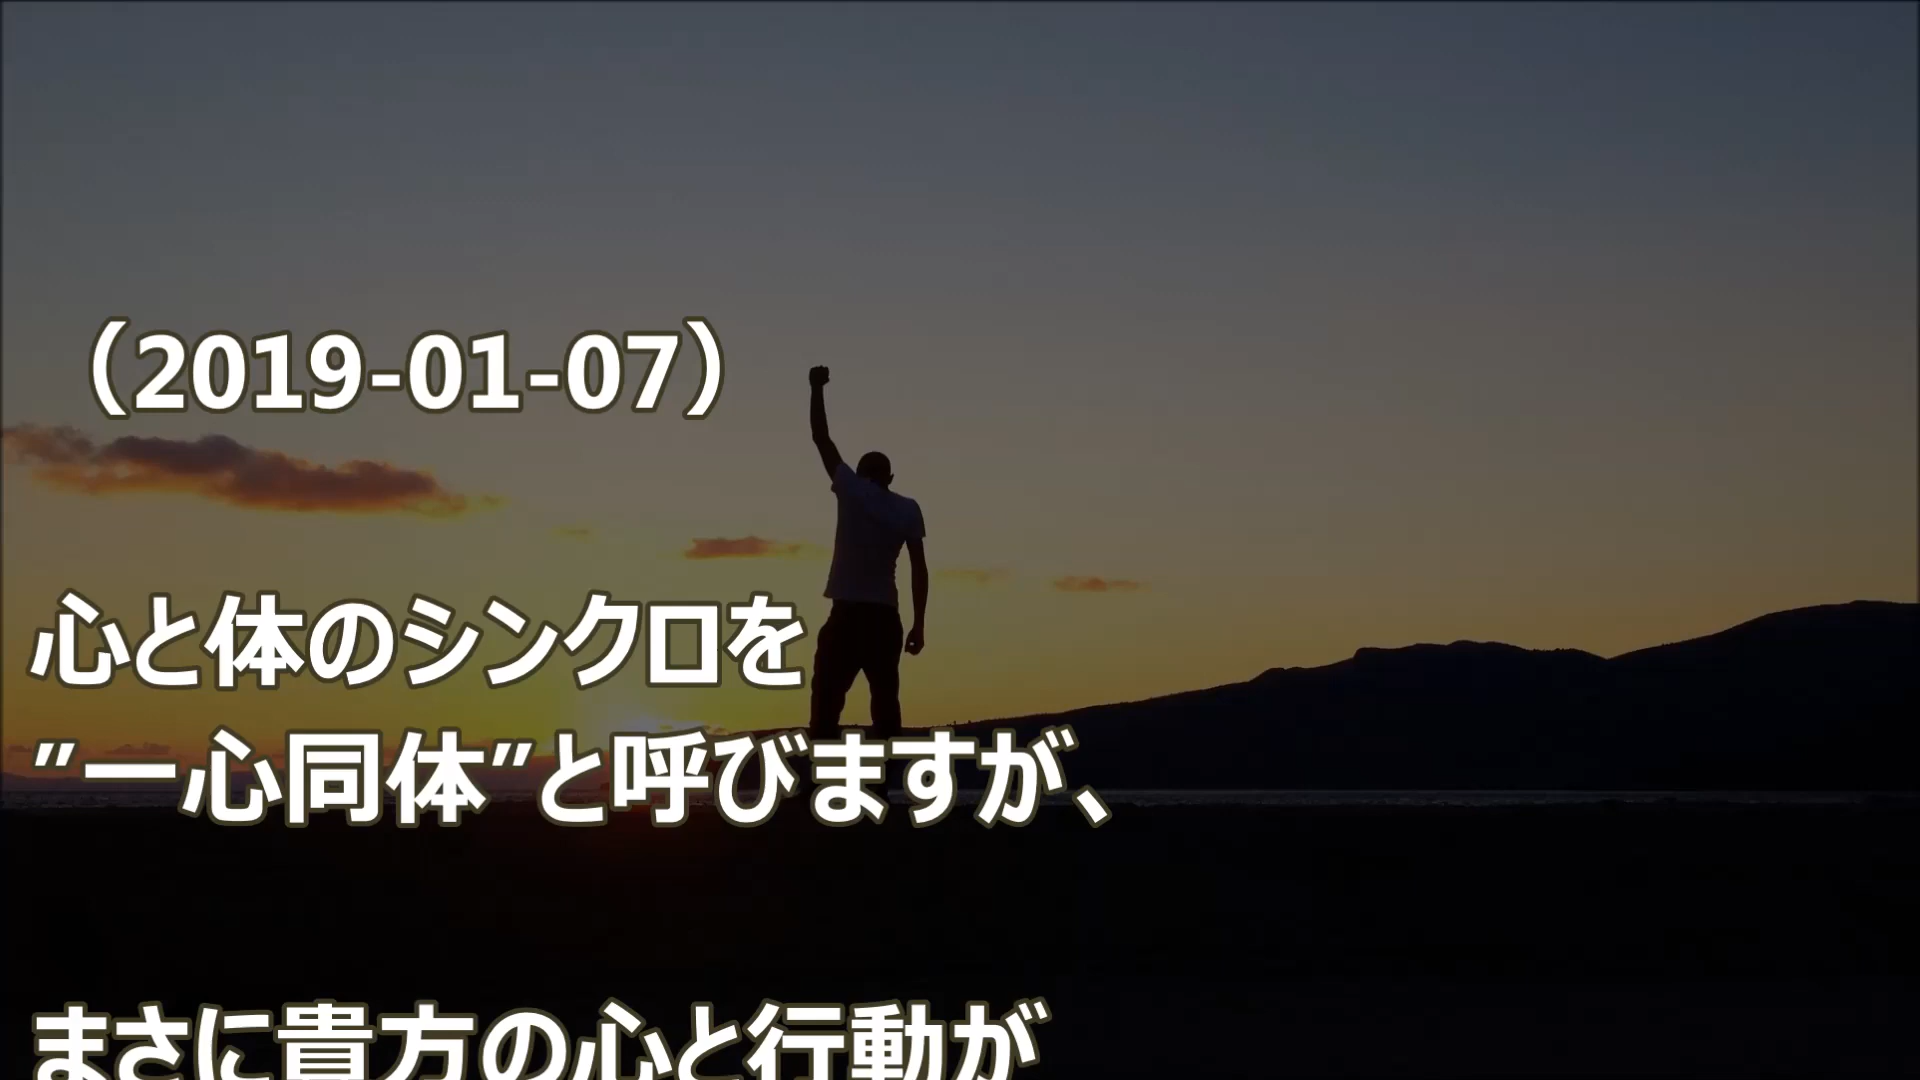 （2019-01-07）
心と体のシンクロを
”一心同体”と呼びますが、
まさに貴方の心と行動が